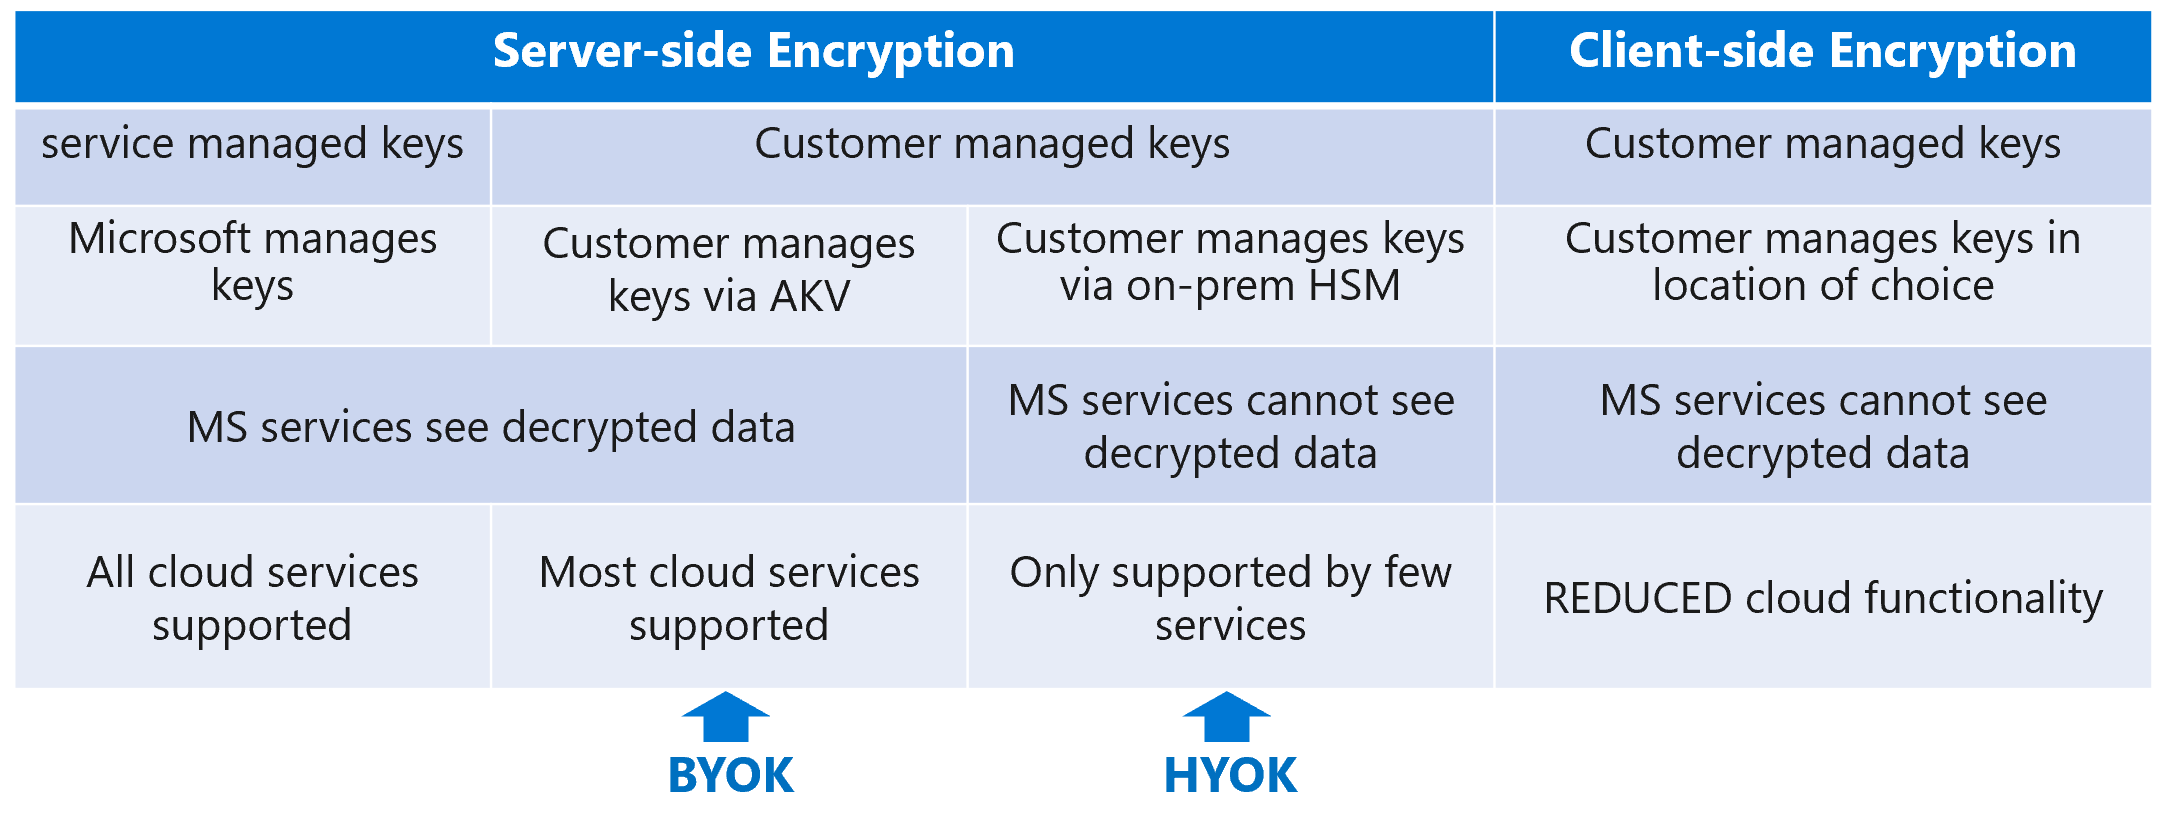 Server-side Encryption
Client-side Encryption
service managed keys
Customer managed keys
Customer managed keys
Microsoft manages
keys
Customer manages
keys via AKV
Customer manages keys
via on-prem HSM
Customer manages keys in
location of choice
MS services see decrypted data
MS services cannot see
decrypted data
MS services cannot see
decrypted data
All cloud services
supported
Most cloud services
supported
Only supported by few
services
REDUCED cloud functionality
BYOK
HYOK